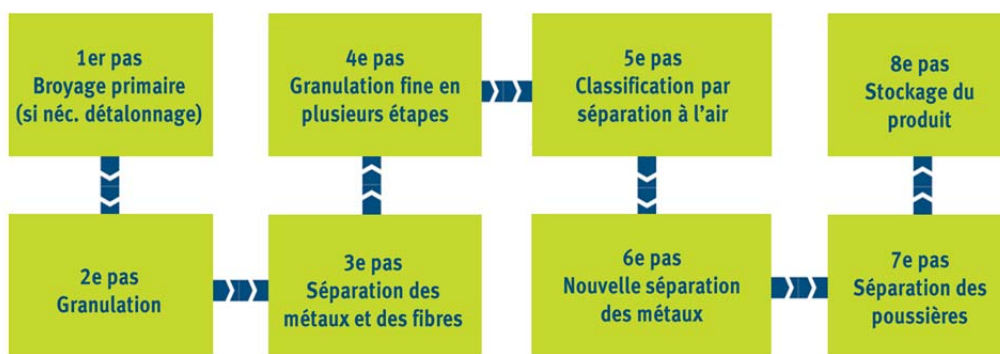 1er pas
Broyage primaire
(si néc. détalonnage)
2e pas
Granulation
3e pas
Séparation des
métaux et des fibres
4e pas
Granulation fine en
plusieurs étapes
5e pas
Classification par
séparation à l’air
6e pas
Nouvelle séparation
des métaux
7e pas
Séparation des
poussières
8e pas
Stockage du
produit